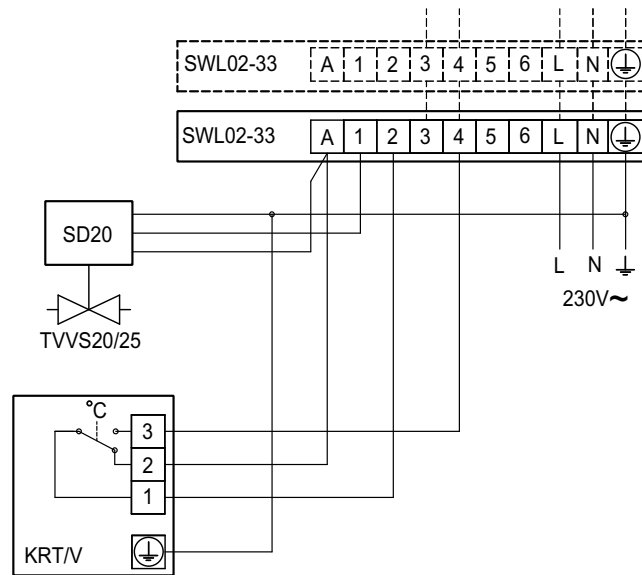 SWL02-33 A 1 2 3 4 5 6 L N
SWL02-33 A 1 2 3 4 5 6 L N
SD20
L N
230V~
TVVS20/25
°C
3
2
1
KRT/V